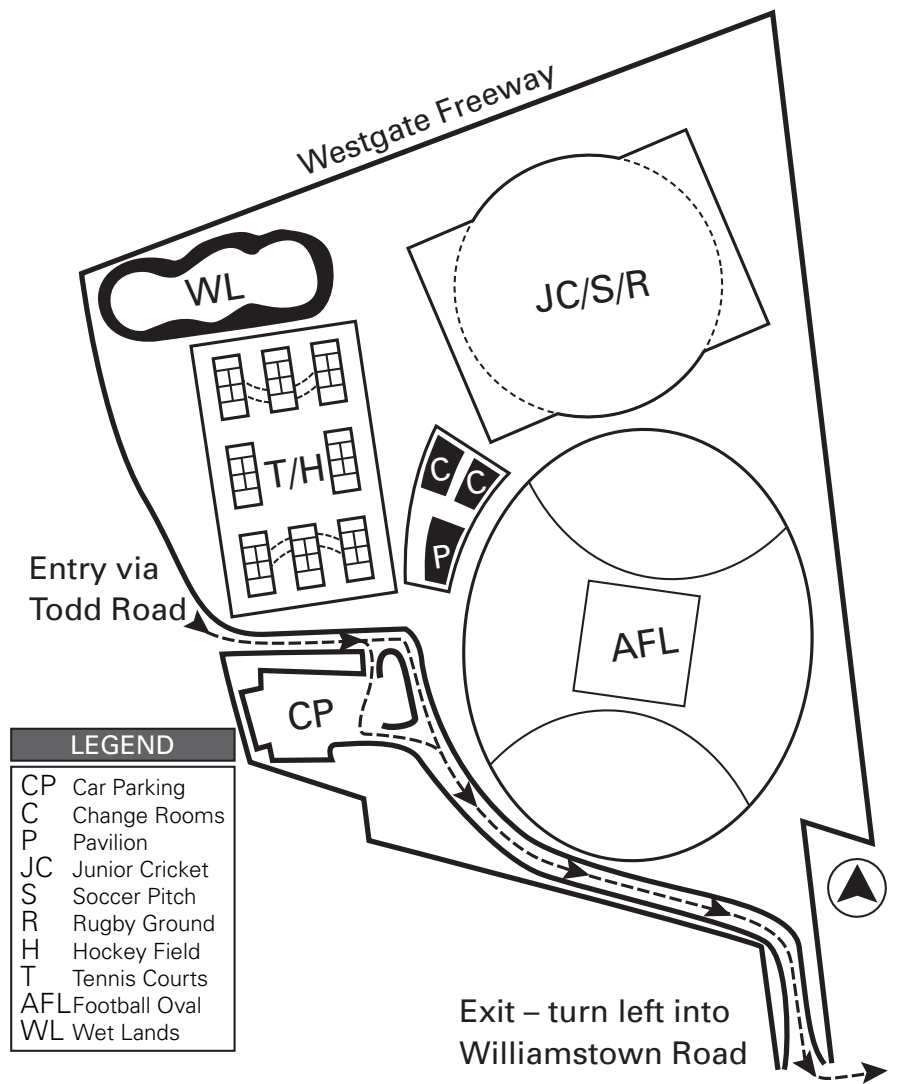 Westgate Freeway
WL
JC/S/R
T/H
C
C
P
Entry via
Todd Road
AFL
CP
LEGEND
CP Car Parking
C Change Rooms
P Pavilion
JC Junior Cricket
S Soccer Pitch
R Rugby Ground
H Hockey Field
T Tennis Courts
AFL Football Oval
WL Wet Lands
Exit – turn left into
Williamstown Road